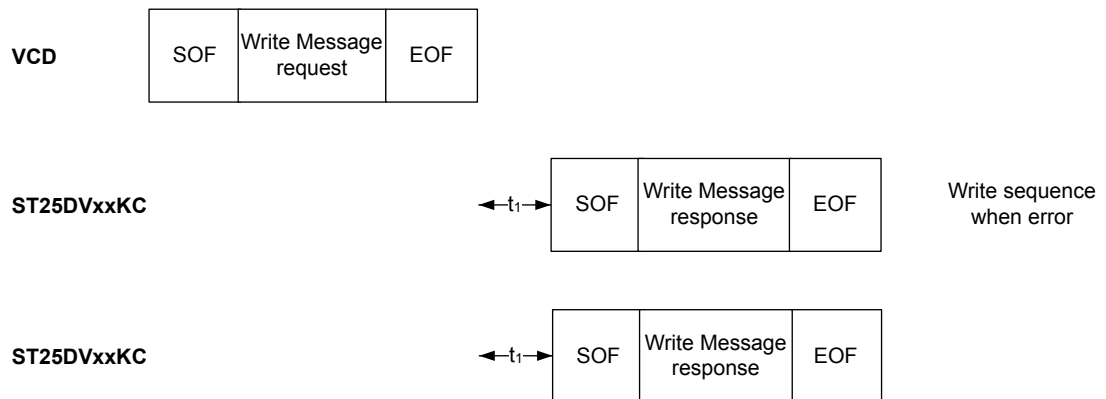 VCD
SOF
Write Message
request
EOF
ST25DVxxKC
t1
SOF
Write Message
response
EOF
Write sequence
when error
ST25DVxxKC
t1
SOF
Write Message
response
EOF